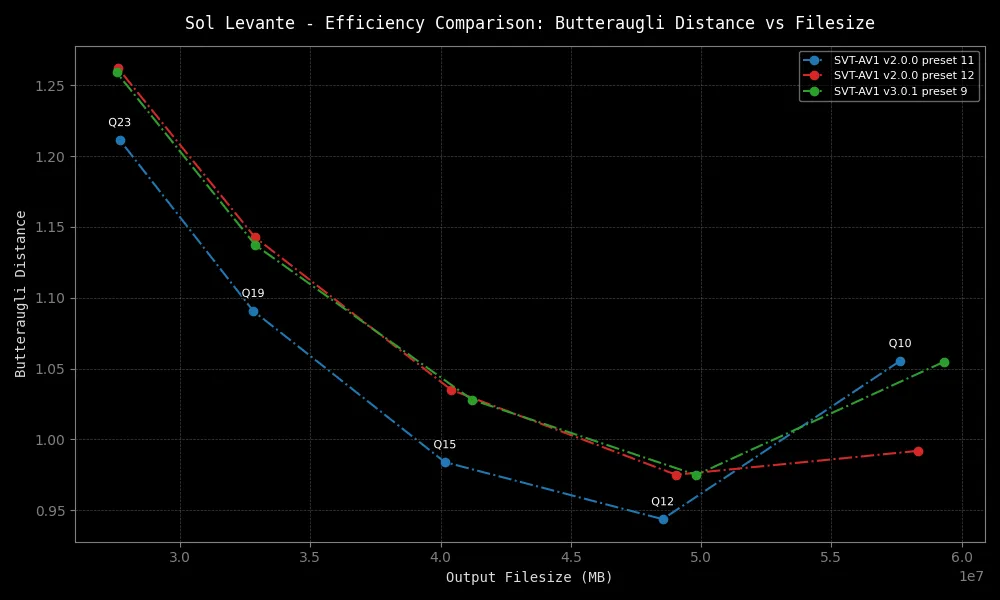 Sol Levante - Efficiency Comparison: Butteraugli Distance vs Filesize
SVT-AV1 v2.0.0 preset 11
SVT-AV1 v2.0.0 preset 12
SVT-AV1 v3.0.1 preset 9
Butteraugli Distance
1.25
1.20
1.15
1.10
1.05
1.00
0.95
Q23
Q19
Q15
Q12
Q10
3.0
3.5
4.0
4.5
5.0
5.5
6.0
1e7
Output Filesize (MB)